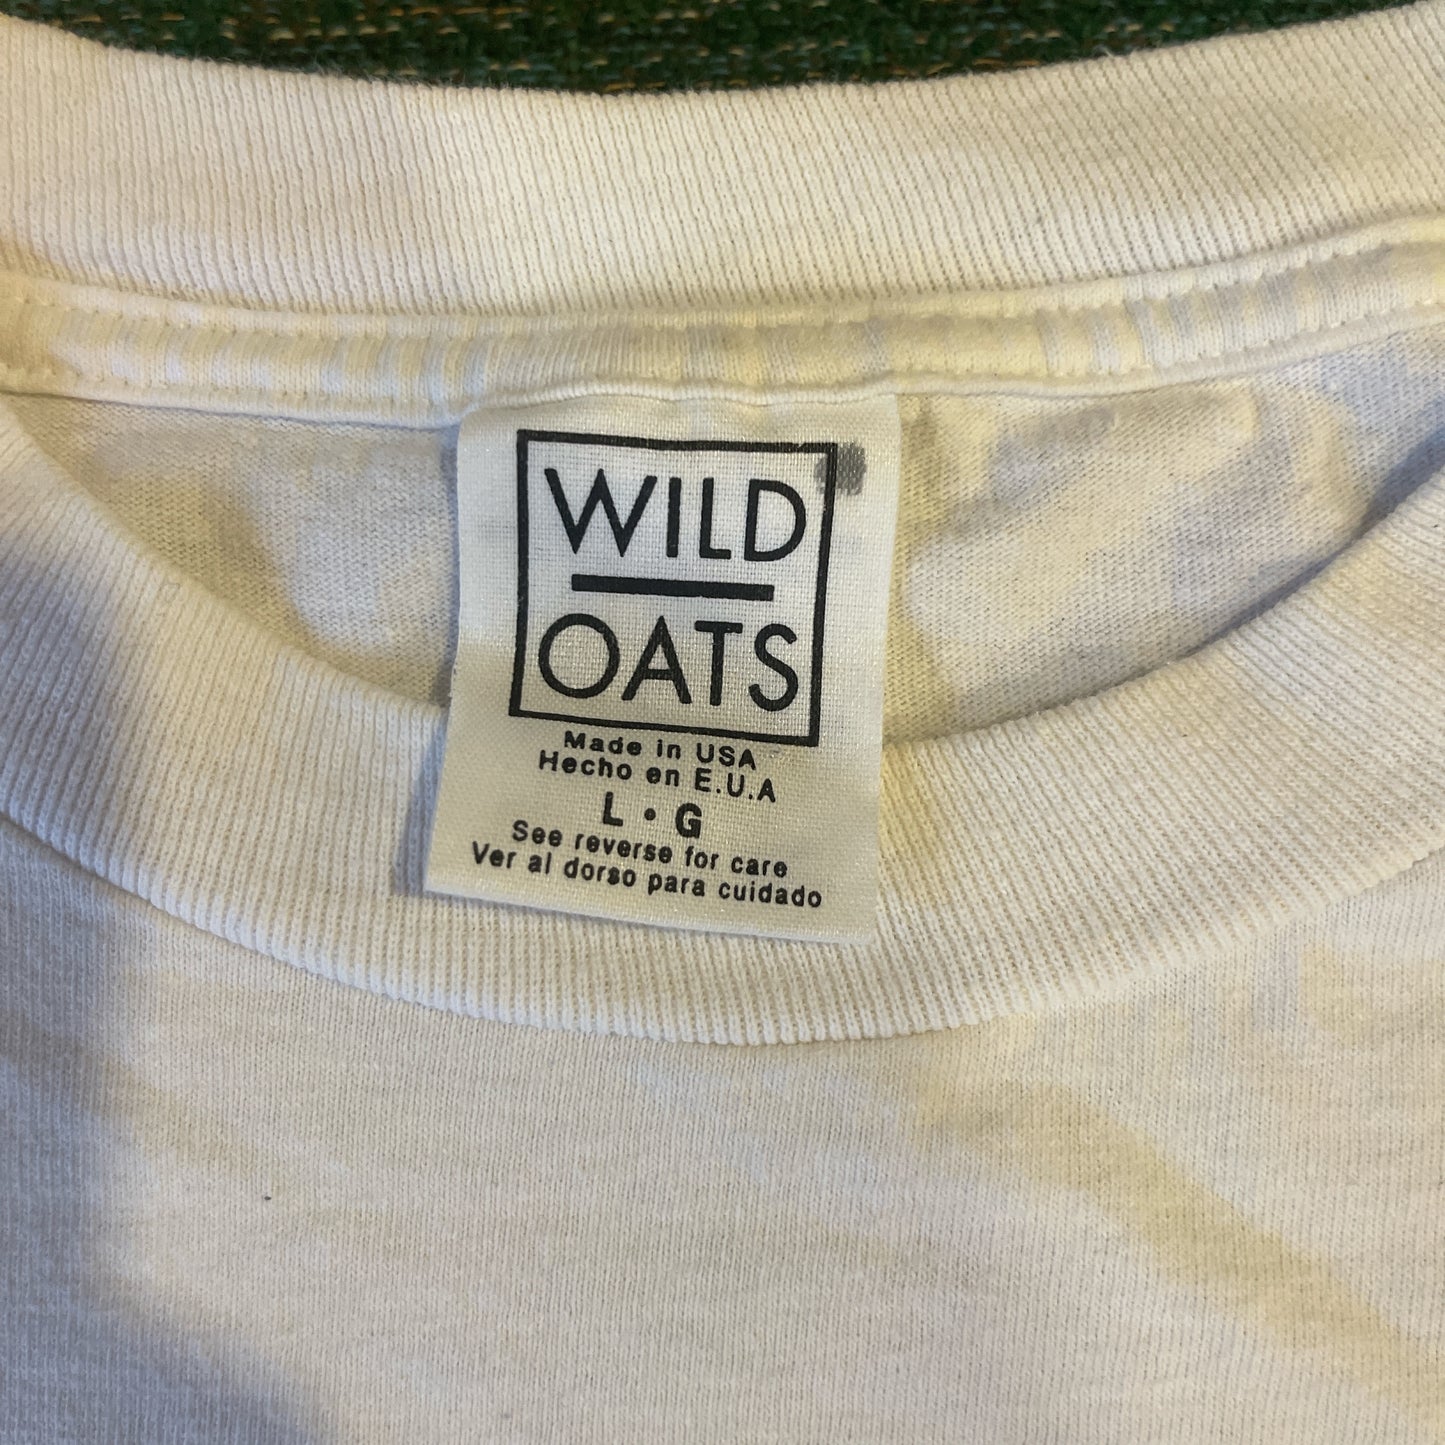 WILD
OATS
Made in USA
Hecho en E.U.A
L • G
See reverse for care
Ver al dorso para cuidado